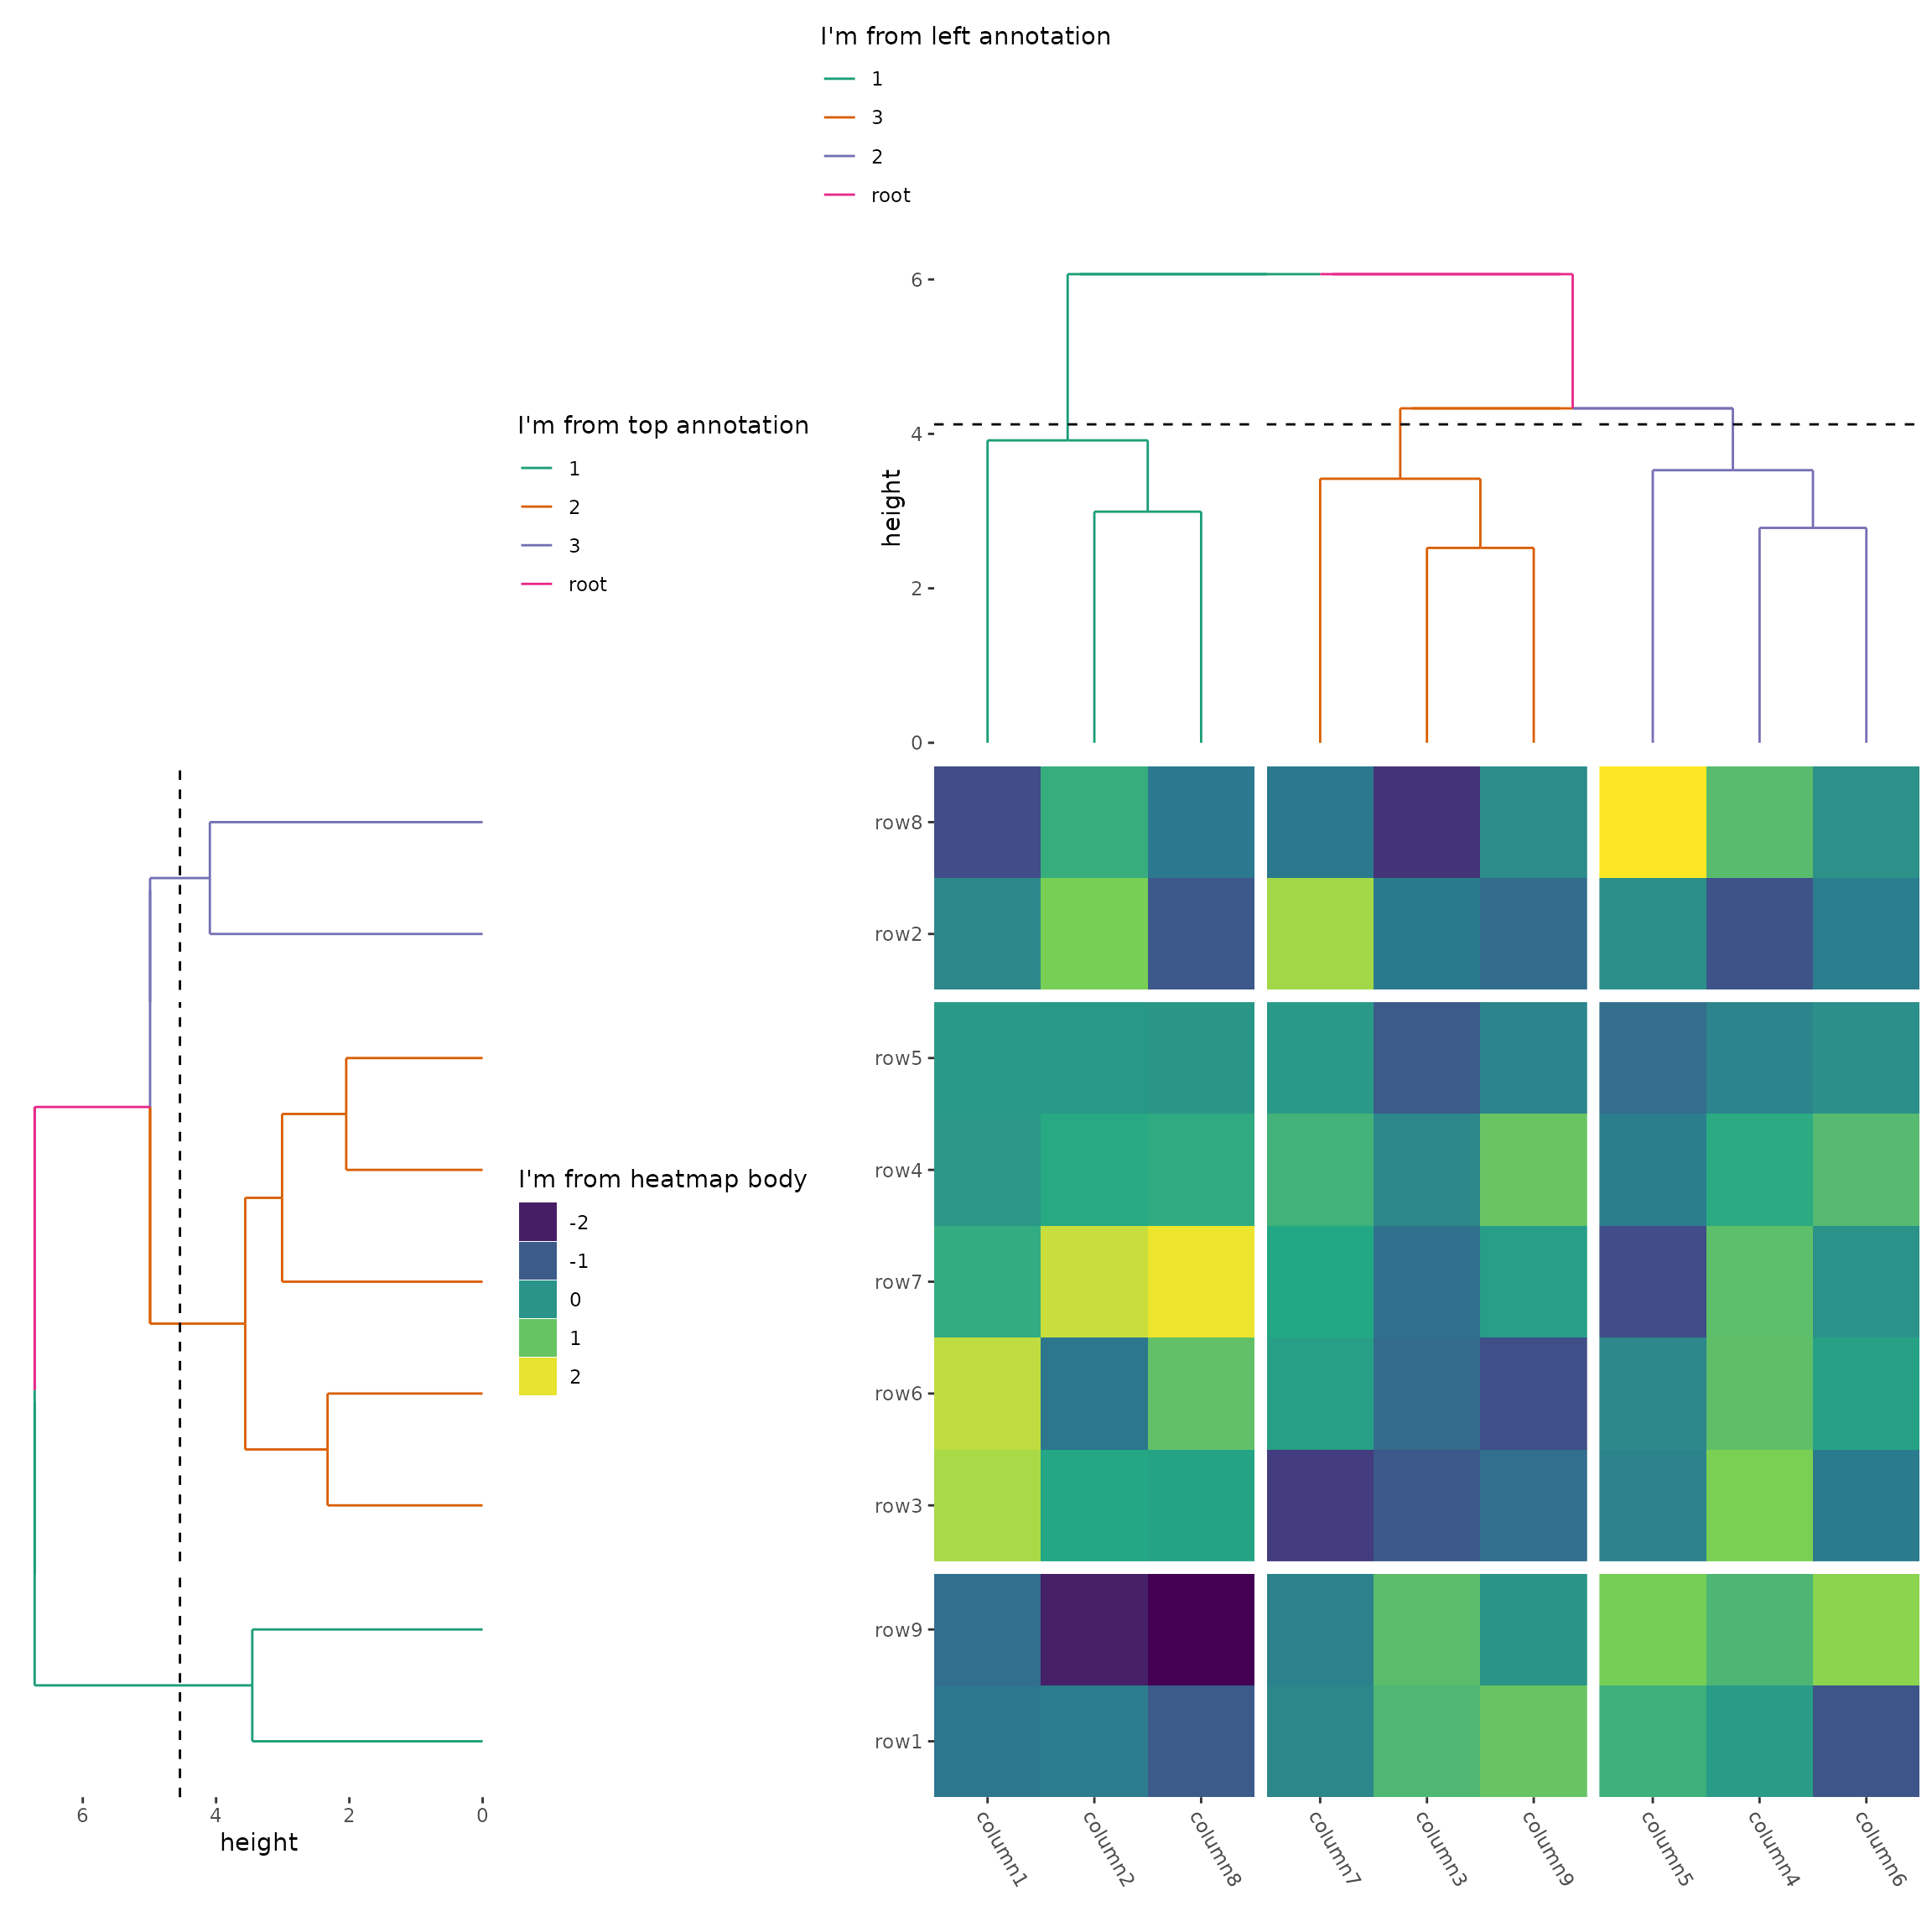 I'm from left annotation
1
3
2
root
I'm from top annotation
1
2
3
root
6
4
2
0
height
row8
row2
row5
row4
row7
row6
row3
row9
row1
I'm from heatmap body
-2
-1
0
1
2
6
4
2
0
height
column1
column2
column8
column7
column3
column9
column5
column4
column6